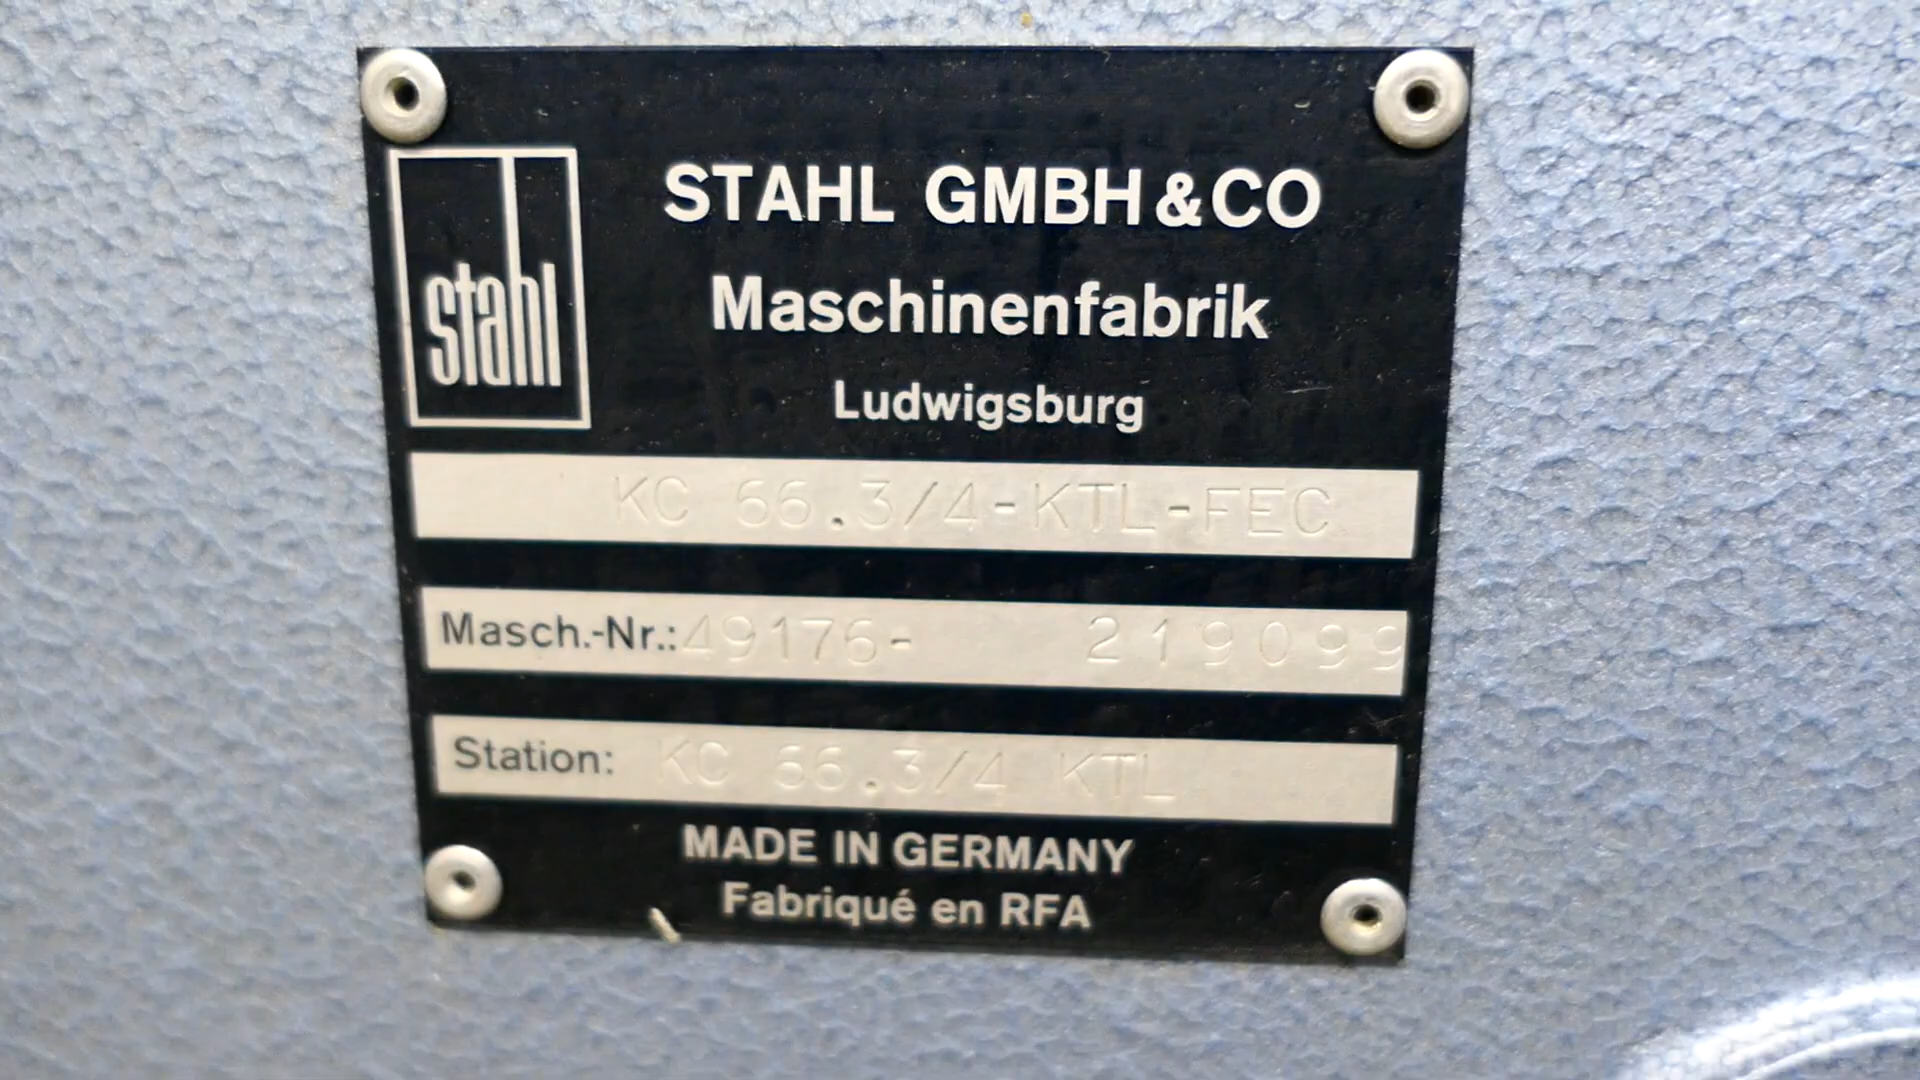 stahl
STAHL GMBH & CO
Maschinenfabrik
Ludwigsburg
KC 66.3/4-KTL-FEC
Masch.-Nr.: 49176- 219099
Station: KC 66.3/4 KTL
MADE IN GERMANY
Fabriqué en RFA